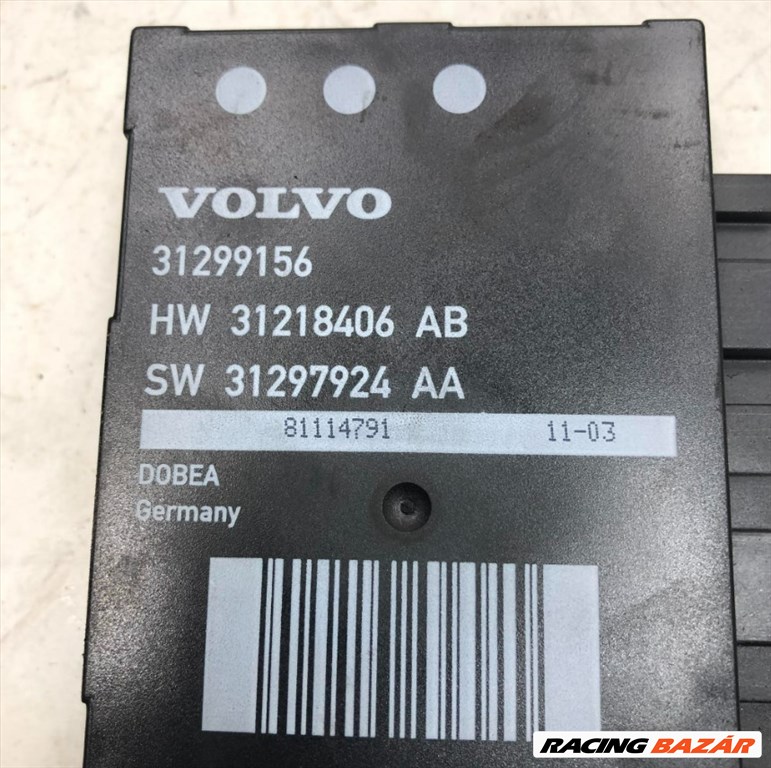 VOLVO
31299156
HW 31218406 AB
SW 31297924 AA
81114791 11-03
DOBEA
Germany
RACING BAZÁR